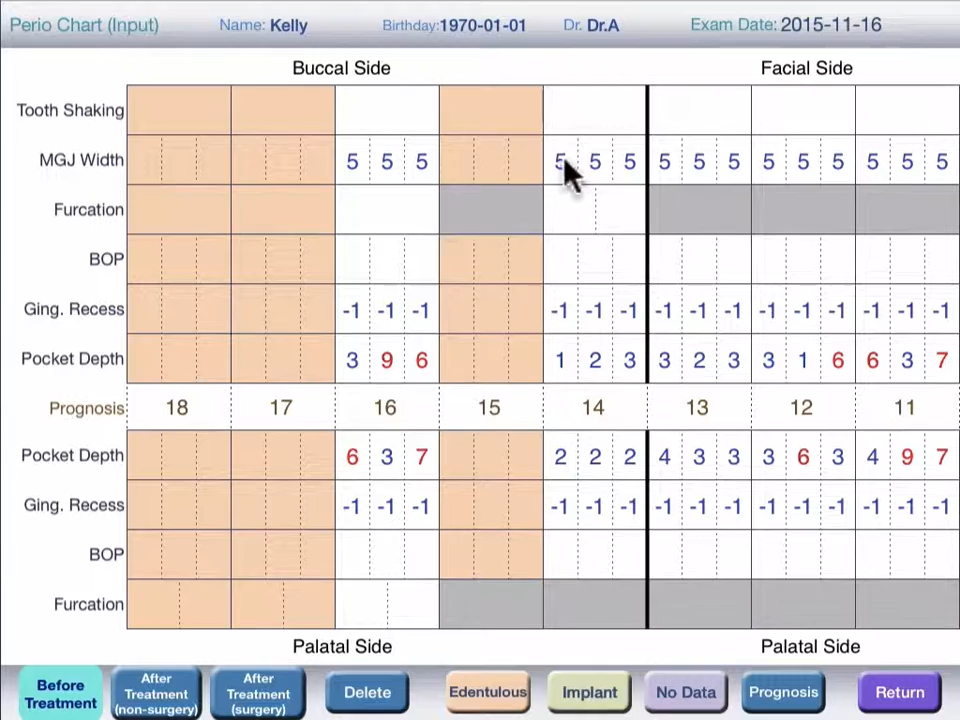 Perio Chart (Input) Name: Kelly Birthday:1970-01-01 Dr. Dr.A Exam Date: 2015-11-16
Buccal Side Facial Side
Tooth Shaking
MGJ Width 5 5 5 5 5 5 5 5 5 5 5 5 5 5 5
Furcation
BOP
Ging. Recess -1 -1 -1 -1 -1 -1 -1 -1 -1 -1 -1 -1 -1 -1 -1
Pocket Depth 3 9 6 1 2 3 3 2 3 3 1 6 6 3 7
Prognosis 18 17 16 15 14 13 12 11
Pocket Depth 6 3 7 2 2 2 4 3 3 3 6 3 4 9 7
Ging. Recess -1 -1 -1 -1 -1 -1 -1 -1 -1 -1 -1 -1 -1 -1 -1
BOP
Furcation
Palatal Side Palatal Side
Before Treatment
After Treatment (non-surgery)
After Treatment (surgery)
Delete
Edentulous
Implant
No Data
Prognosis
Return